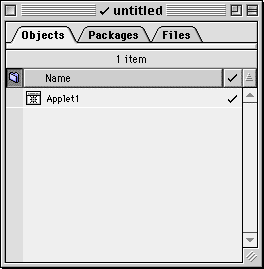 untitled
Objects Packages Files
1 item
Name
Applet1